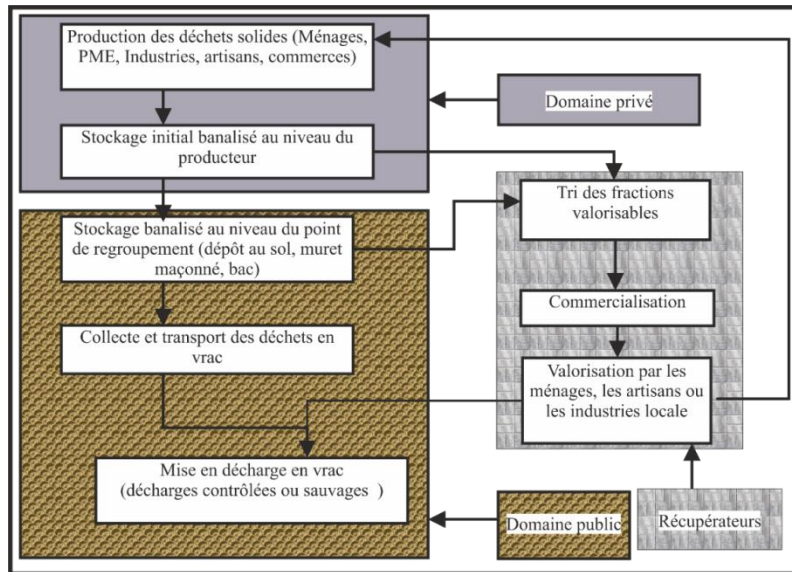 Production des déchets solides (Ménages,
PME, Industries, artisans, commerces)
Domaine privé
Stockage initial banalisé au niveau du
producteur
Tri des fractions
valorisables
Stockage banalisé au niveau du point
de regroupement (dépôt au sol, muret
maçonné, bac)
Commercialisation
Collecte et transport des déchets en
vrac
Valorisation par les
ménages, les artisans ou
les industries locale
Mise en décharge en vrac
(décharges contrôlées ou sauvages )
Domaine public
Récupérateurs